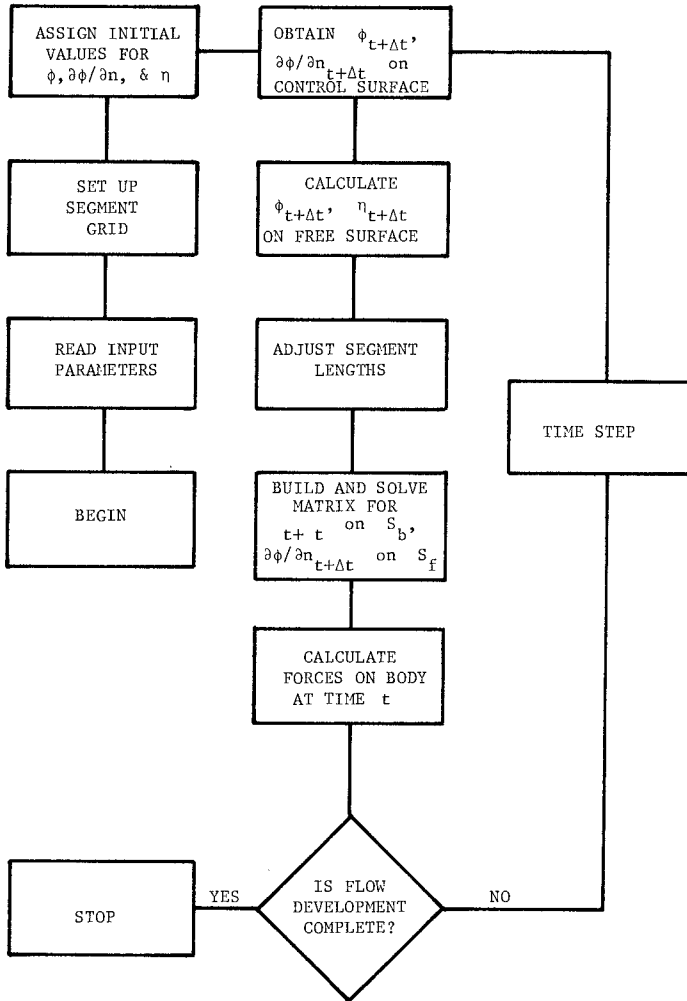 ASSIGN INITIAL
VALUES FOR
ϕ,∂ϕ/∂n, & η
OBTAIN ϕt+Δt,
∂ϕ/∂nt+Δt on
CONTROL SURFACE
SET UP
SEGMENT
GRID
CALCULATE
ϕt+Δt, ηt+Δt
ON FREE SURFACE
READ INPUT
PARAMETERS
ADJUST SEGMENT
LENGTHS
TIME STEP
BEGIN
BUILD AND SOLVE
MATRIX FOR
t+ t on Sb,
∂ϕ/∂nt+Δt on Sf
CALCULATE
FORCES ON BODY
AT TIME t
STOP
YES
IS FLOW
DEVELOPMENT
COMPLETE?
NO